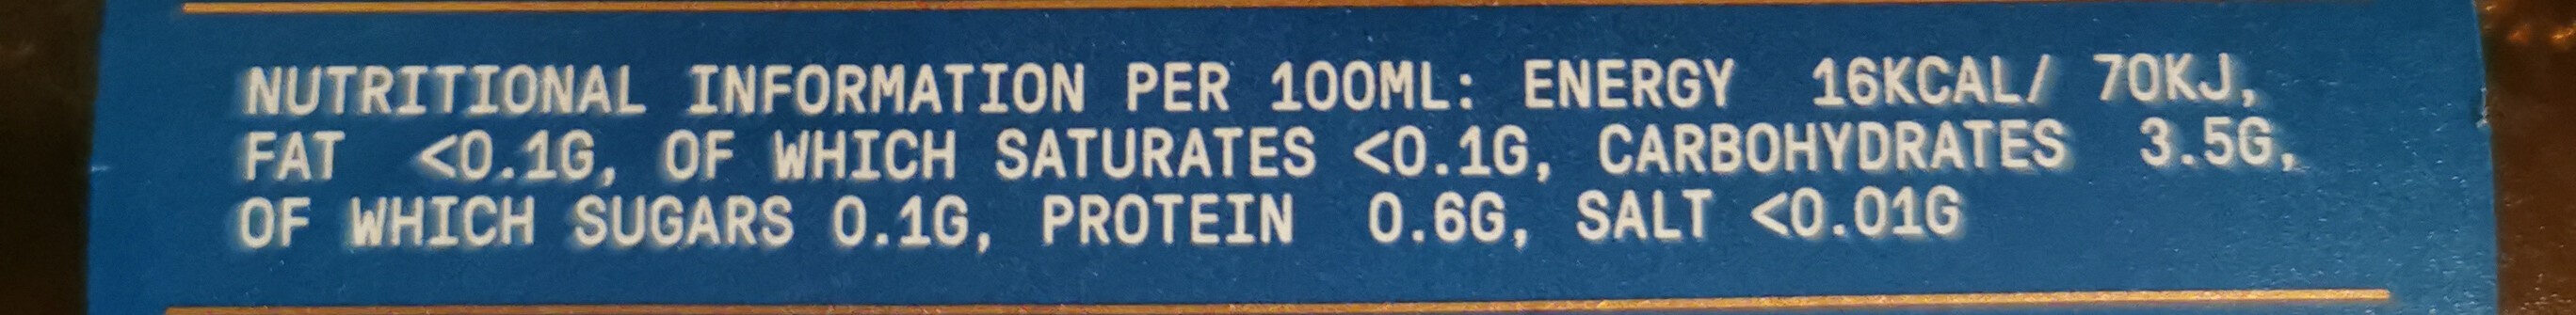 NUTRITIONAL INFORMATION PER 100ML: ENERGY 16KCAL/ 70KJ,
FAT <0.1G, OF WHICH SATURATES <0.1G, CARBOHYDRATES 3.5G,
OF WHICH SUGARS 0.1G, PROTEIN 0.6G, SALT <0.01G